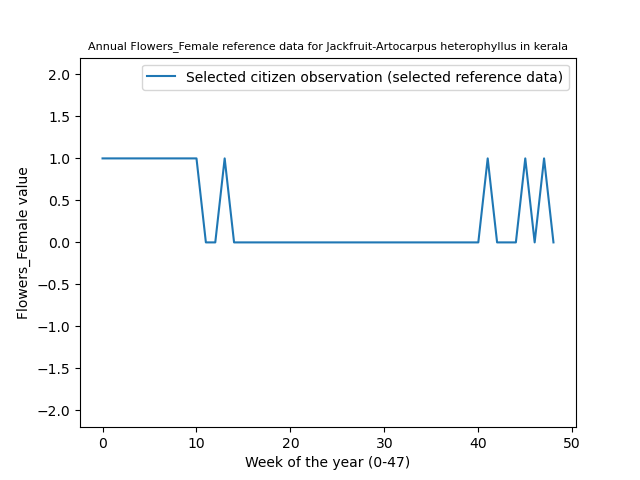 Annual Flowers_Female reference data for Jackfruit-Artocarpus heterophyllus in kerala
Selected citizen observation (selected reference data)
2.0
1.5
1.0
0.5
0.0
−0.5
−1.0
−1.5
−2.0
Flowers_Female value
0 10 20 30 40 50
Week of the year (0-47)